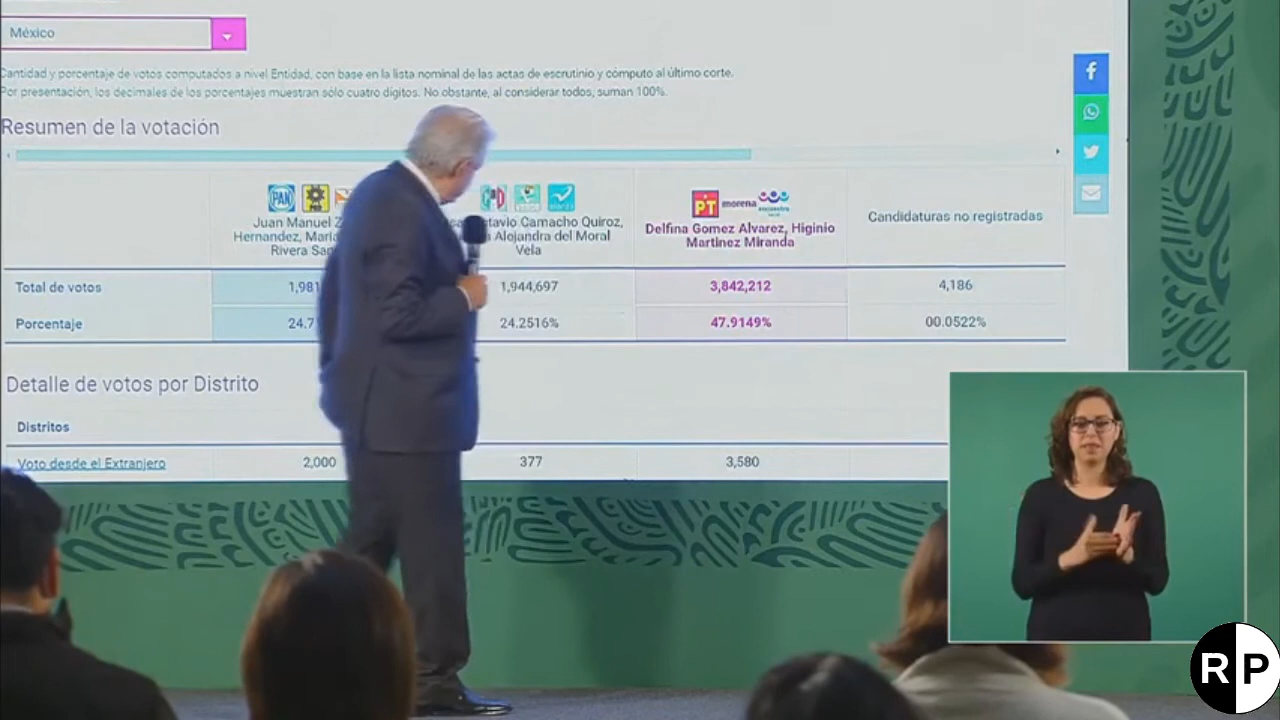 México
Cantidad y porcentaje de votos computados a nivel Entidad, con base en la lista nominal de las actas de escrutinio y cómputo al último corte.
Por presentación, los decimales de los porcentajes muestran sólo cuatro dígitos. No obstante, al considerar todos, suman 100%.
Resumen de la votación
PAN PRD
Juan Manuel
Hernandez,
Rivera
PRI
Camacho Quiroz,
Alejandra del Moral
Vela
PT morena encuentro social
Delfina Gomez Alvarez, Higinio
Martinez Miranda
Candidaturas no registradas
Total de votos 1,981 1,944,697 3,842,212 4,186
Porcentaje 24.7 24.2516% 47.9149% 00.0522%
Detalle de votos por Distrito
Distritos
Voto desde el Extranjero 2,000 377 3,580
RP